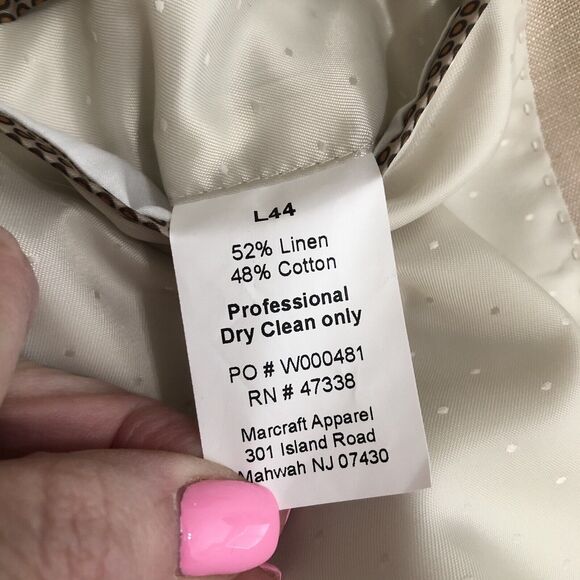 L44
52% Linen
48% Cotton
Professional
Dry Clean only
PO # W000481
RN # 47338
Marcraft Apparel
301 Island Road
Mahwah NJ 07430